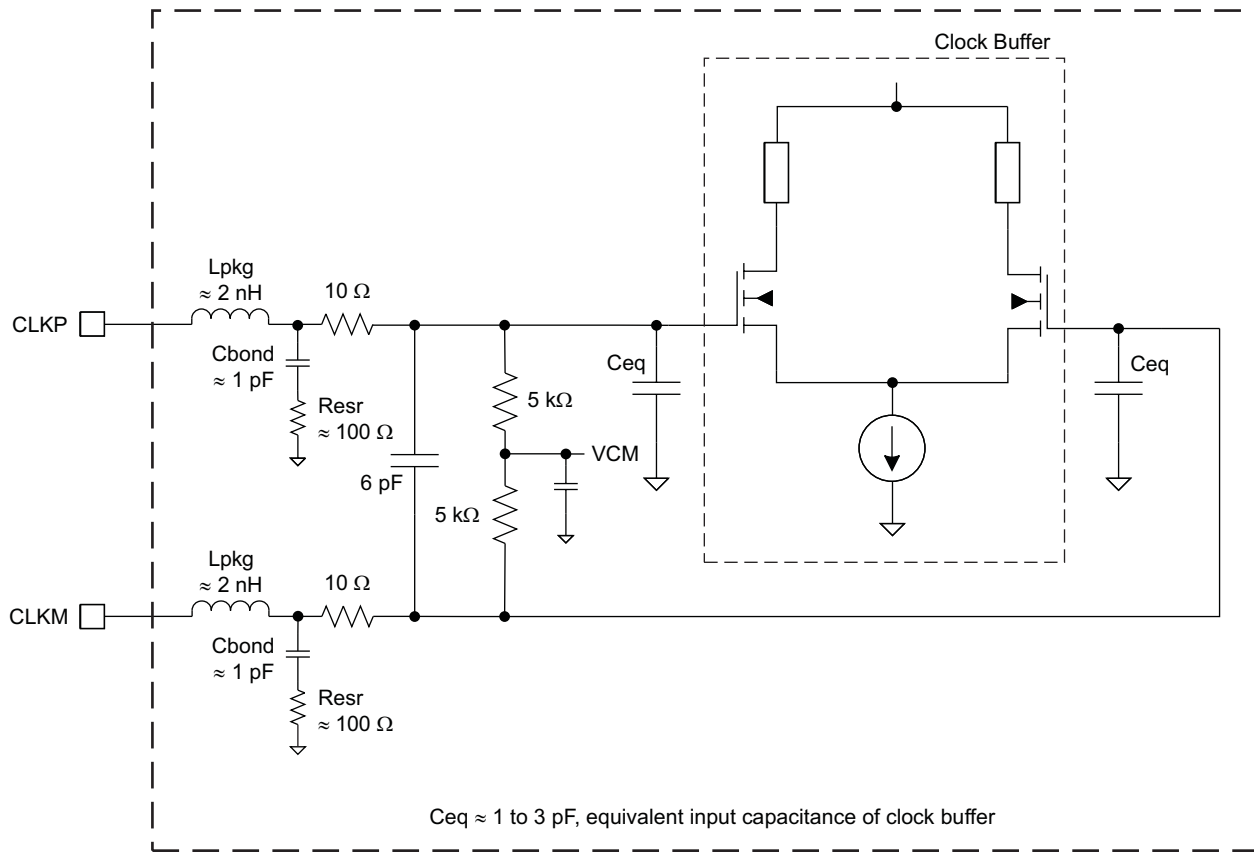 Clock Buffer
Lpkg
≈ 2 nH
10 Ω
CLKP
Cbond
≈ 1 pF
Resr
≈ 100 Ω
6 pF
5 kΩ
VCM
5 kΩ
Ceq
Ceq
Lpkg
≈ 2 nH
10 Ω
CLKM
Cbond
≈ 1 pF
Resr
≈ 100 Ω
Ceq ≈ 1 to 3 pF, equivalent input capacitance of clock buffer